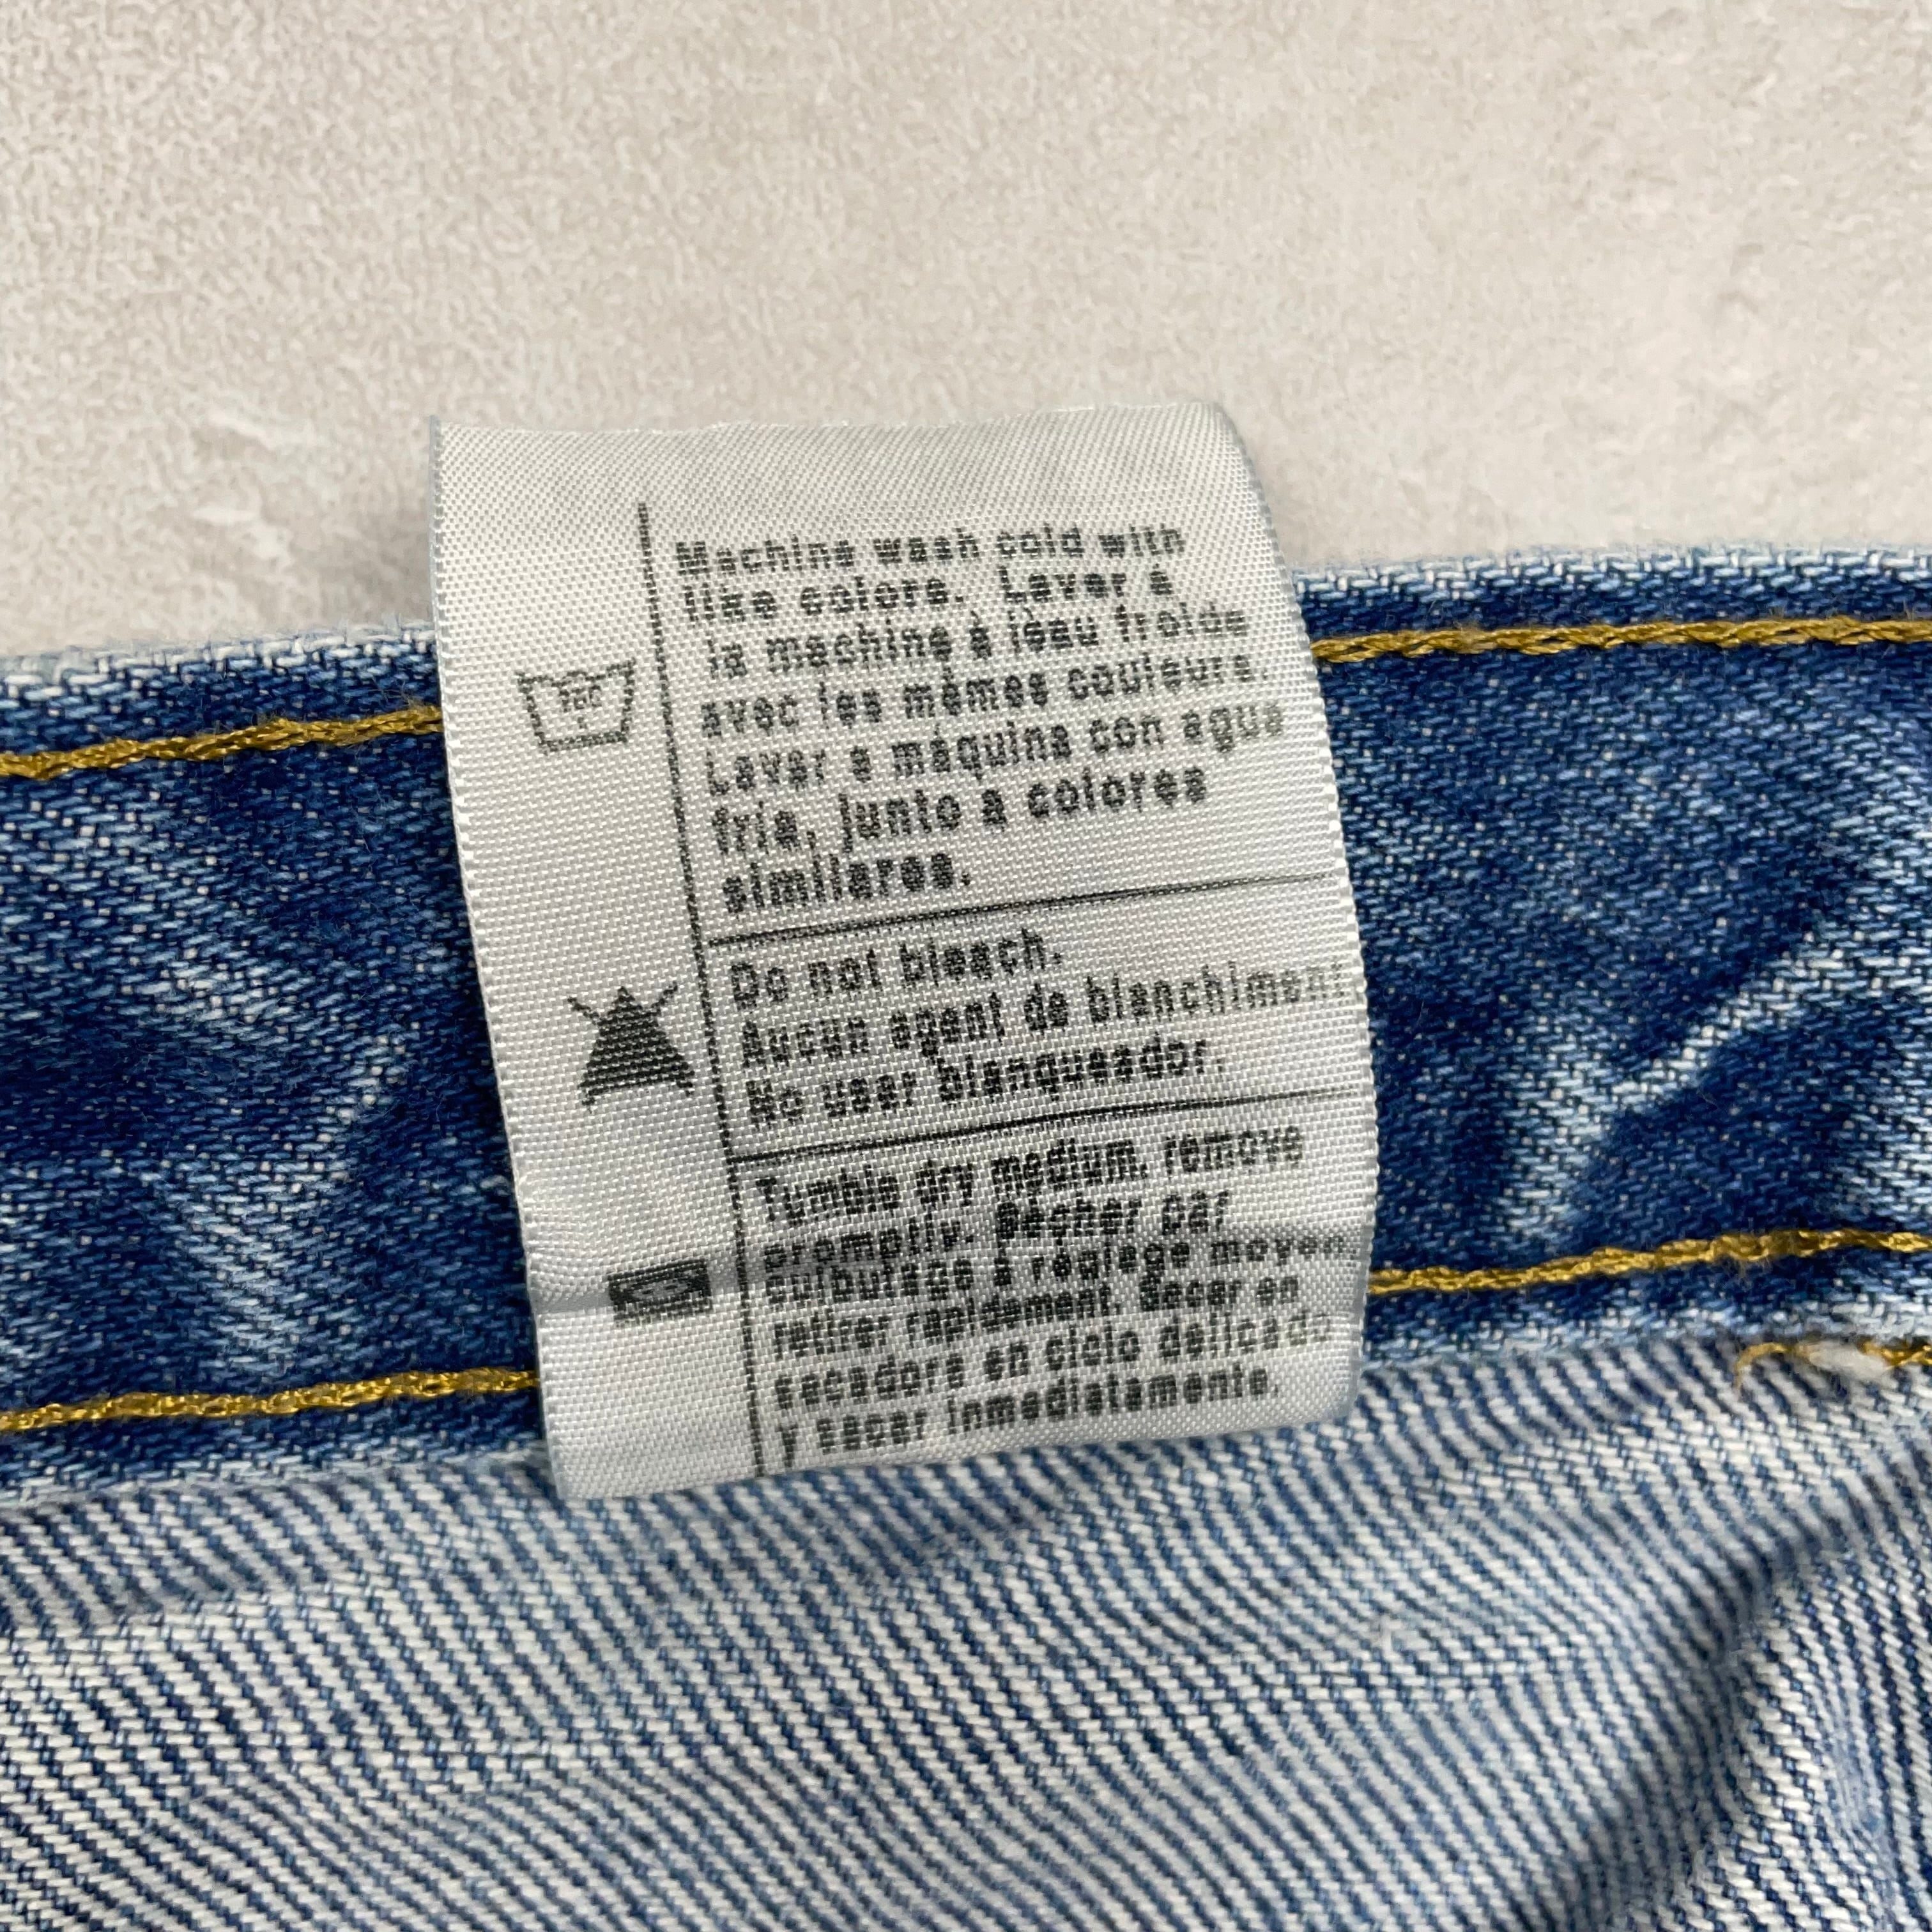 Machine wash cold with
like colors. Laver à
la machine à l'eau froide
avec les mêmes couleurs.
Lavar a máquina con agua
fria, junto a colores
similares.
Do not bleach.
Aucun agent de blanchiment
No usar blanqueador.
Tumble dry medium, remove
promptly. Sécher par
culbutage à réglage moyen
retirer rapidement. Secar en
secadora en ciclo delicado
y sacar inmediatamente.